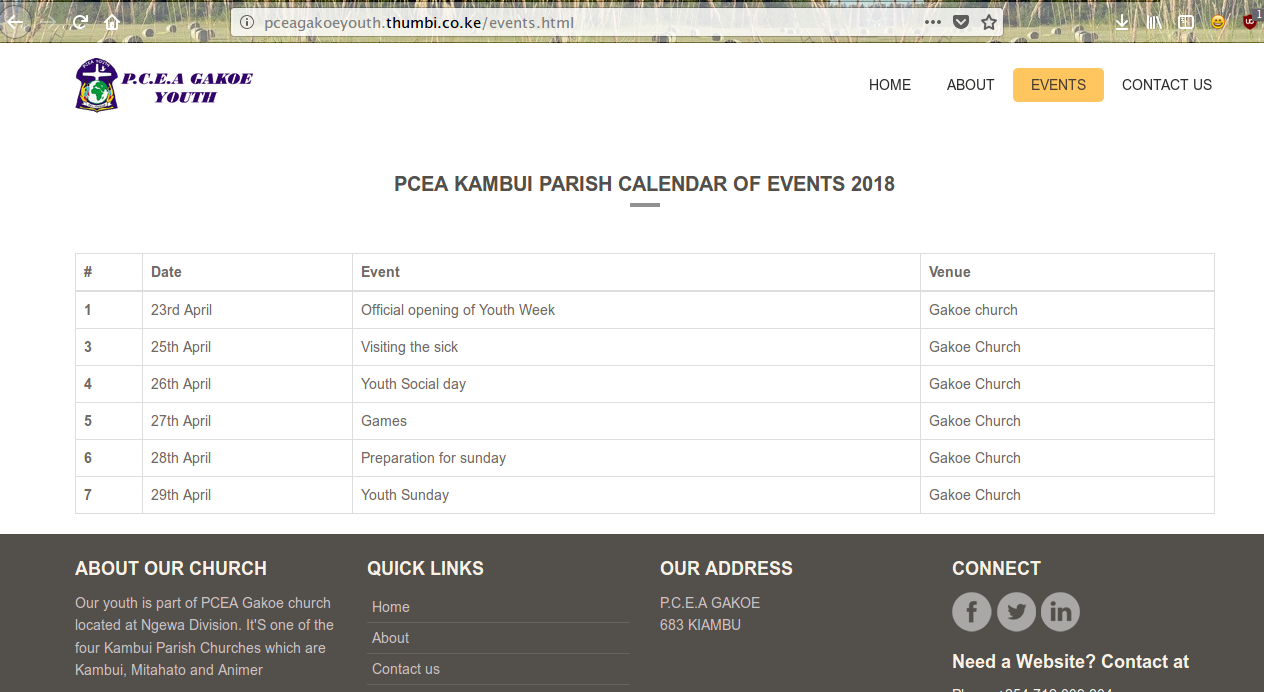 pceagakoeyouth.thumbi.co.ke/events.html
1
P.C.E.A GAKOE
YOUTH
HOME ABOUT EVENTS CONTACT US
PCEA KAMBUI PARISH CALENDAR OF EVENTS 2018
# Date Event Venue
1 23rd April Official opening of Youth Week Gakoe church
3 25th April Visiting the sick Gakoe Church
4 26th April Youth Social day Gakoe Church
5 27th April Games Gakoe Church
6 28th April Preparation for sunday Gakoe Church
7 29th April Youth Sunday Gakoe Church
ABOUT OUR CHURCH
Our youth is part of PCEA Gakoe church
located at Ngewa Division. It'S one of the
four Kambui Parish Churches which are
Kambui, Mitahato and Animer
QUICK LINKS
Home
About
Contact us
OUR ADDRESS
P.C.E.A GAKOE
683 KIAMBU
CONNECT
Need a Website? Contact at